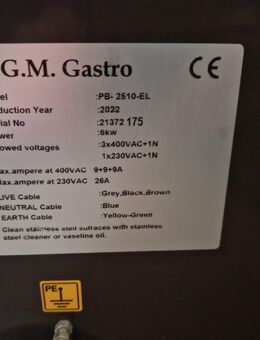 G.M. Gastro CE
el :PB- 2510-EL
duction Year :2022
rial No :21372 175
wer :6kw
owed voltages :3x400VAC+1N
1x230VAC+1N
ax.ampere at 400VAC 9+9+9A
Max.ampere at 230VAC 26A
LIVE Cable :Grey,Black,Brown
NEUTRAL Cable :Blue
EARTH Cable :Yellow-Green
Clean stainless steel surfaces with stainless
steel cleaner or vaseline oil.
PE